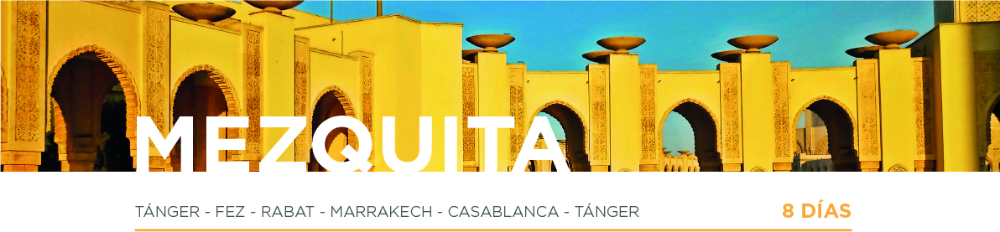 MEZQUITA
TÁNGER - FEZ - RABAT - MARRAKECH - CASABLANCA - TÁNGER 8 DÍAS